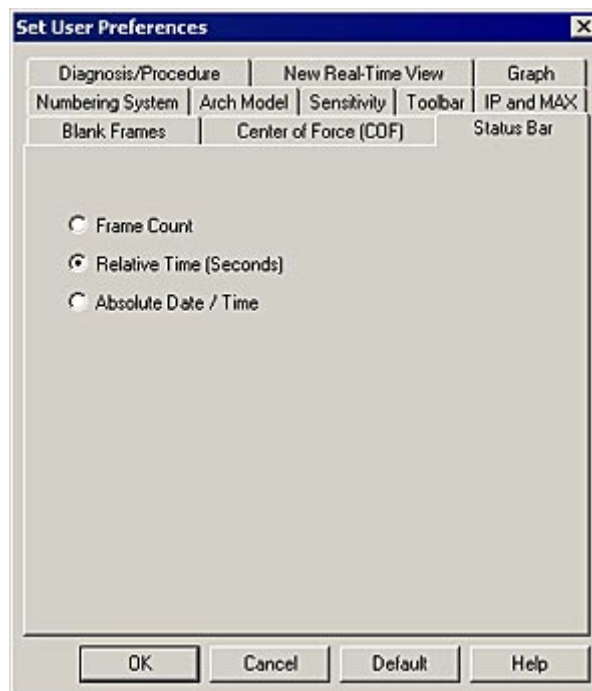 Set User Preferences
Diagnosis/Procedure New Real-Time View Graph
Numbering System Arch Model Sensitivity Toolbar IP and MAX
Blank Frames Center of Force (COF) Status Bar
Frame Count
Relative Time (Seconds)
Absolute Date / Time
OK Cancel Default Help